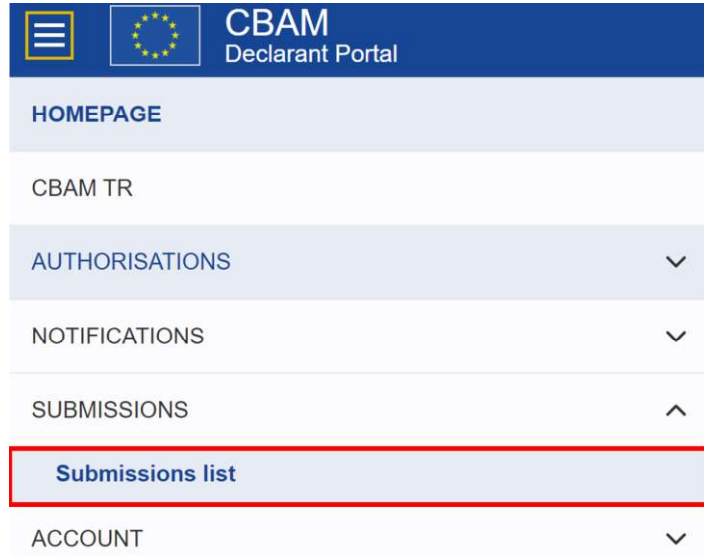 CBAM
Declarant Portal
HOMEPAGE
CBAM TR
AUTHORISATIONS
NOTIFICATIONS
SUBMISSIONS
Submissions list
ACCOUNT